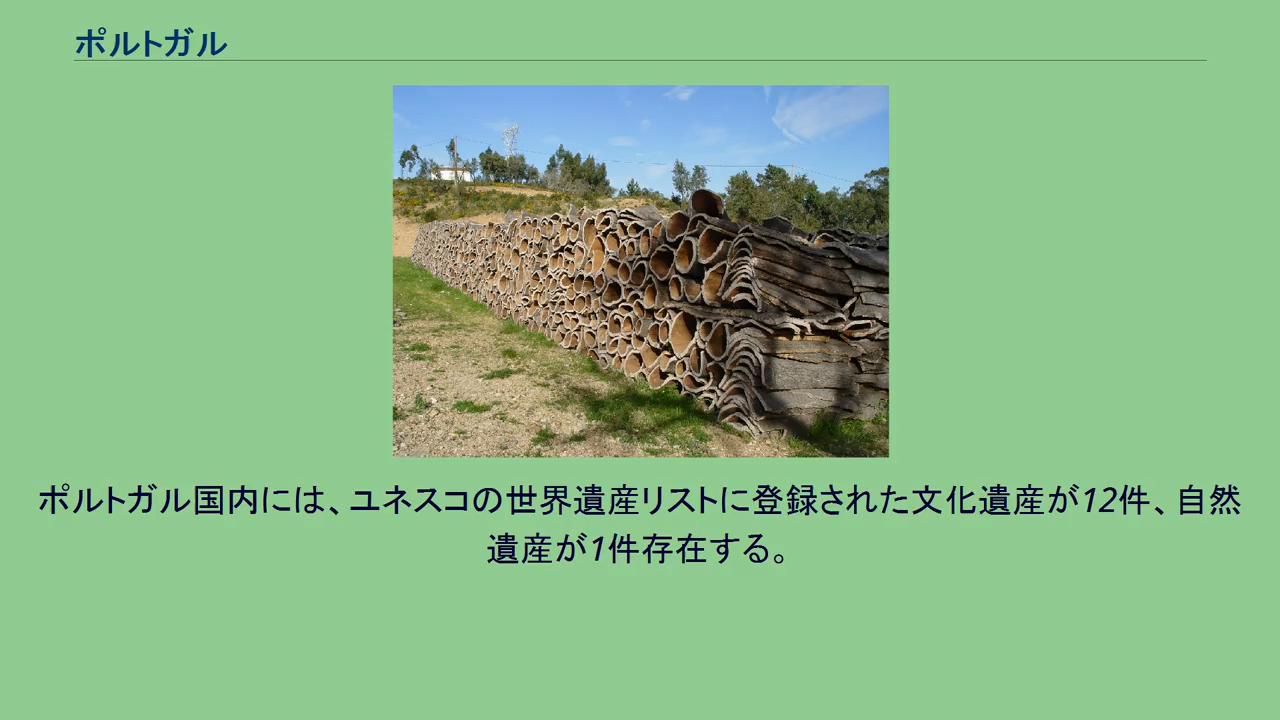 ポルトガル
ポルトガル国内には、ユネスコの世界遺産リストに登録された文化遺産が12件、自然
遺産が1件存在する。